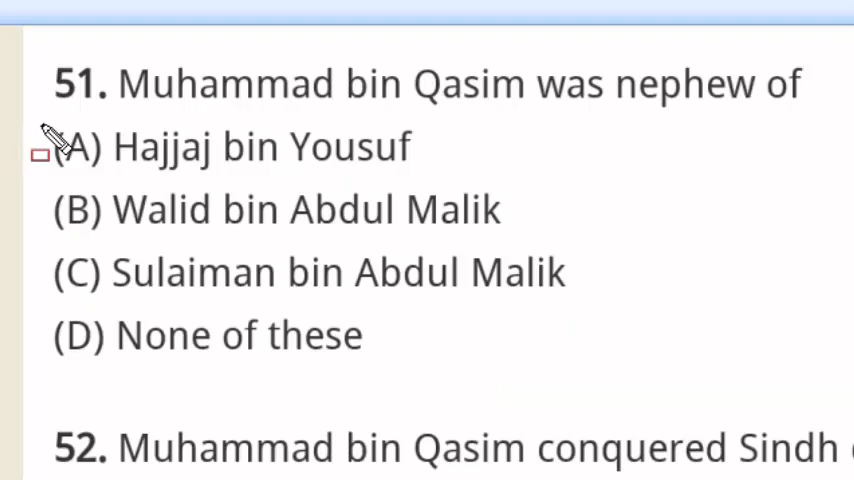 51. Muhammad bin Qasim was nephew of
(A) Hajjaj bin Yousuf
(B) Walid bin Abdul Malik
(C) Sulaiman bin Abdul Malik
(D) None of these
52. Muhammad bin Qasim conquered Sindh